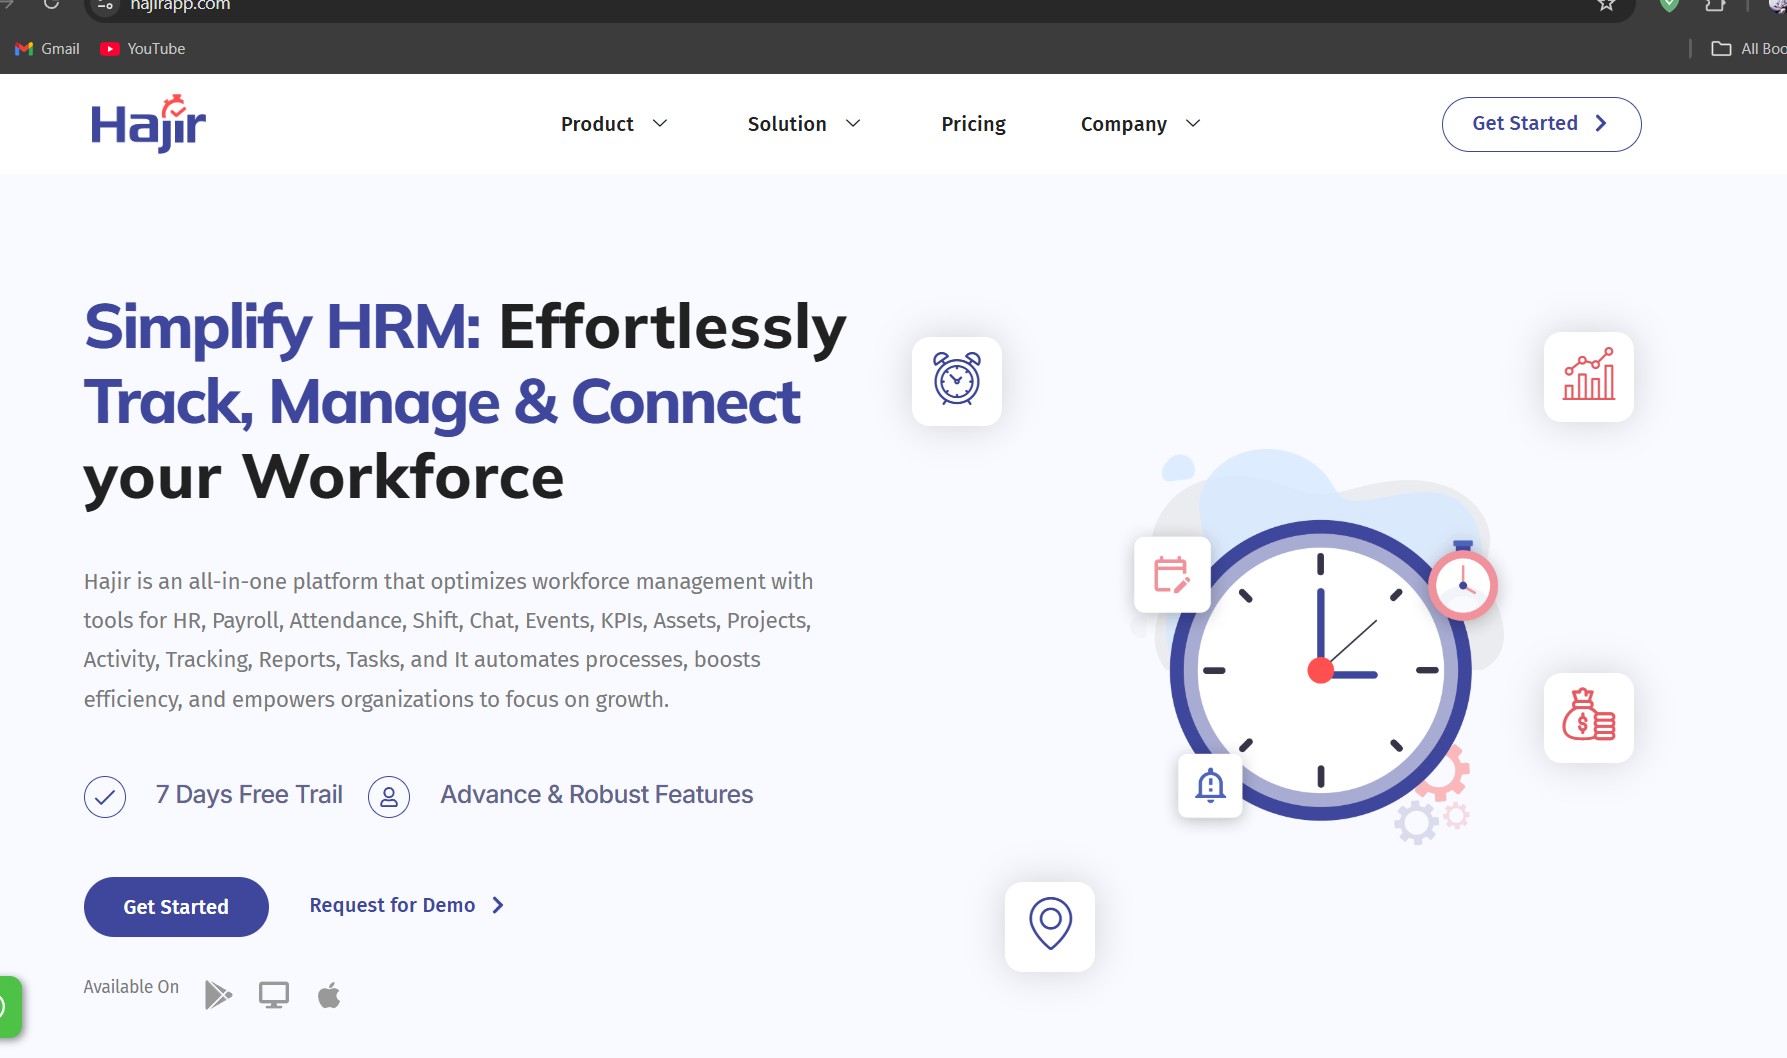 hajirapp.com
Gmail YouTube All Boo
Hajir
Product Solution Pricing Company Get Started
Simplify HRM: Effortlessly
Track, Manage & Connect
your Workforce
Hajir is an all-in-one platform that optimizes workforce management with
tools for HR, Payroll, Attendance, Shift, Chat, Events, KPIs, Assets, Projects,
Activity, Tracking, Reports, Tasks, and It automates processes, boosts
efficiency, and empowers organizations to focus on growth.
7 Days Free Trail Advance & Robust Features
Get Started Request for Demo
Available On